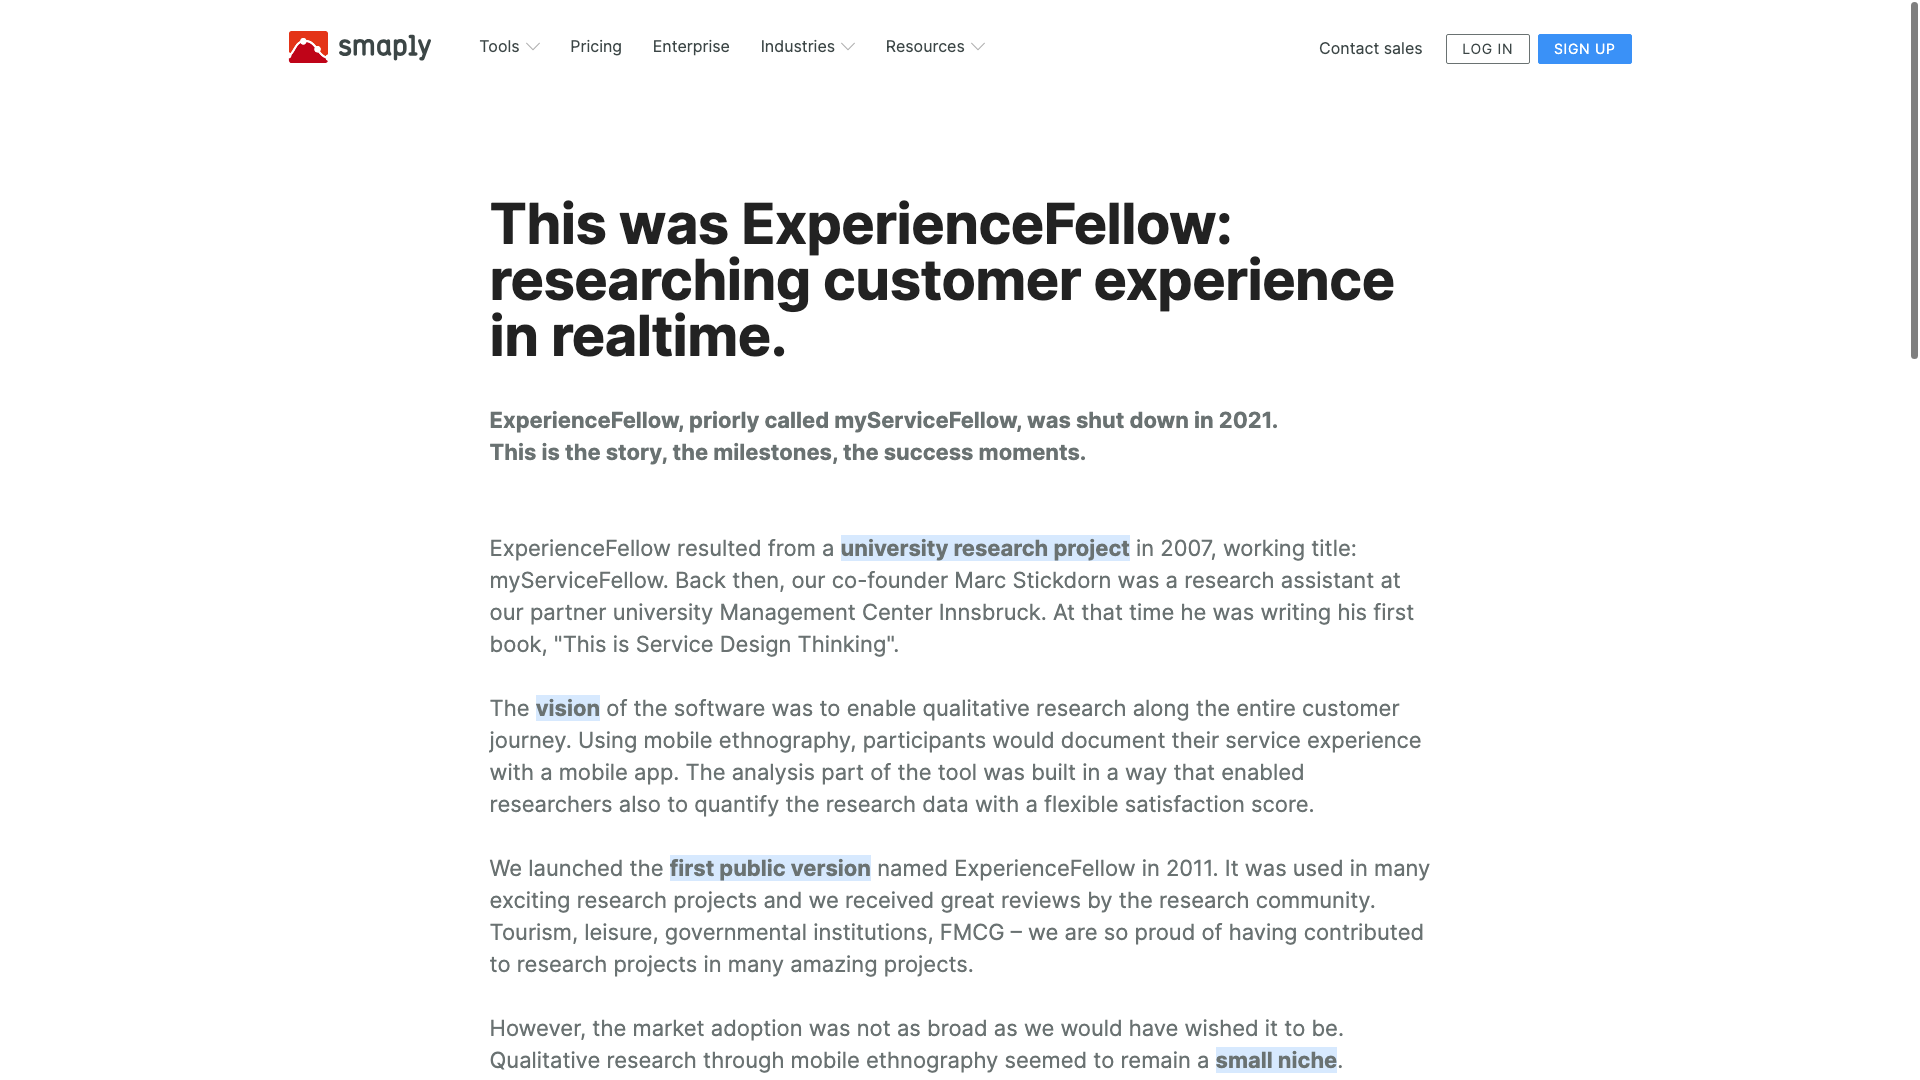 smaply
Tools
Pricing
Enterprise
Industries
Resources
Contact sales
LOG IN
SIGN UP
This was ExperienceFellow:
researching customer experience
in realtime.
ExperienceFellow, priorly called myServiceFellow, was shut down in 2021.
This is the story, the milestones, the success moments.
ExperienceFellow resulted from a university research project in 2007, working title:
myServiceFellow. Back then, our co-founder Marc Stickdorn was a research assistant at
our partner university Management Center Innsbruck. At that time he was writing his first
book, "This is Service Design Thinking".
The vision of the software was to enable qualitative research along the entire customer
journey. Using mobile ethnography, participants would document their service experience
with a mobile app. The analysis part of the tool was built in a way that enabled
researchers also to quantify the research data with a flexible satisfaction score.
We launched the first public version named ExperienceFellow in 2011. It was used in many
exciting research projects and we received great reviews by the research community.
Tourism, leisure, governmental institutions, FMCG – we are so proud of having contributed
to research projects in many amazing projects.
However, the market adoption was not as broad as we would have wished it to be.
Qualitative research through mobile ethnography seemed to remain a small niche.